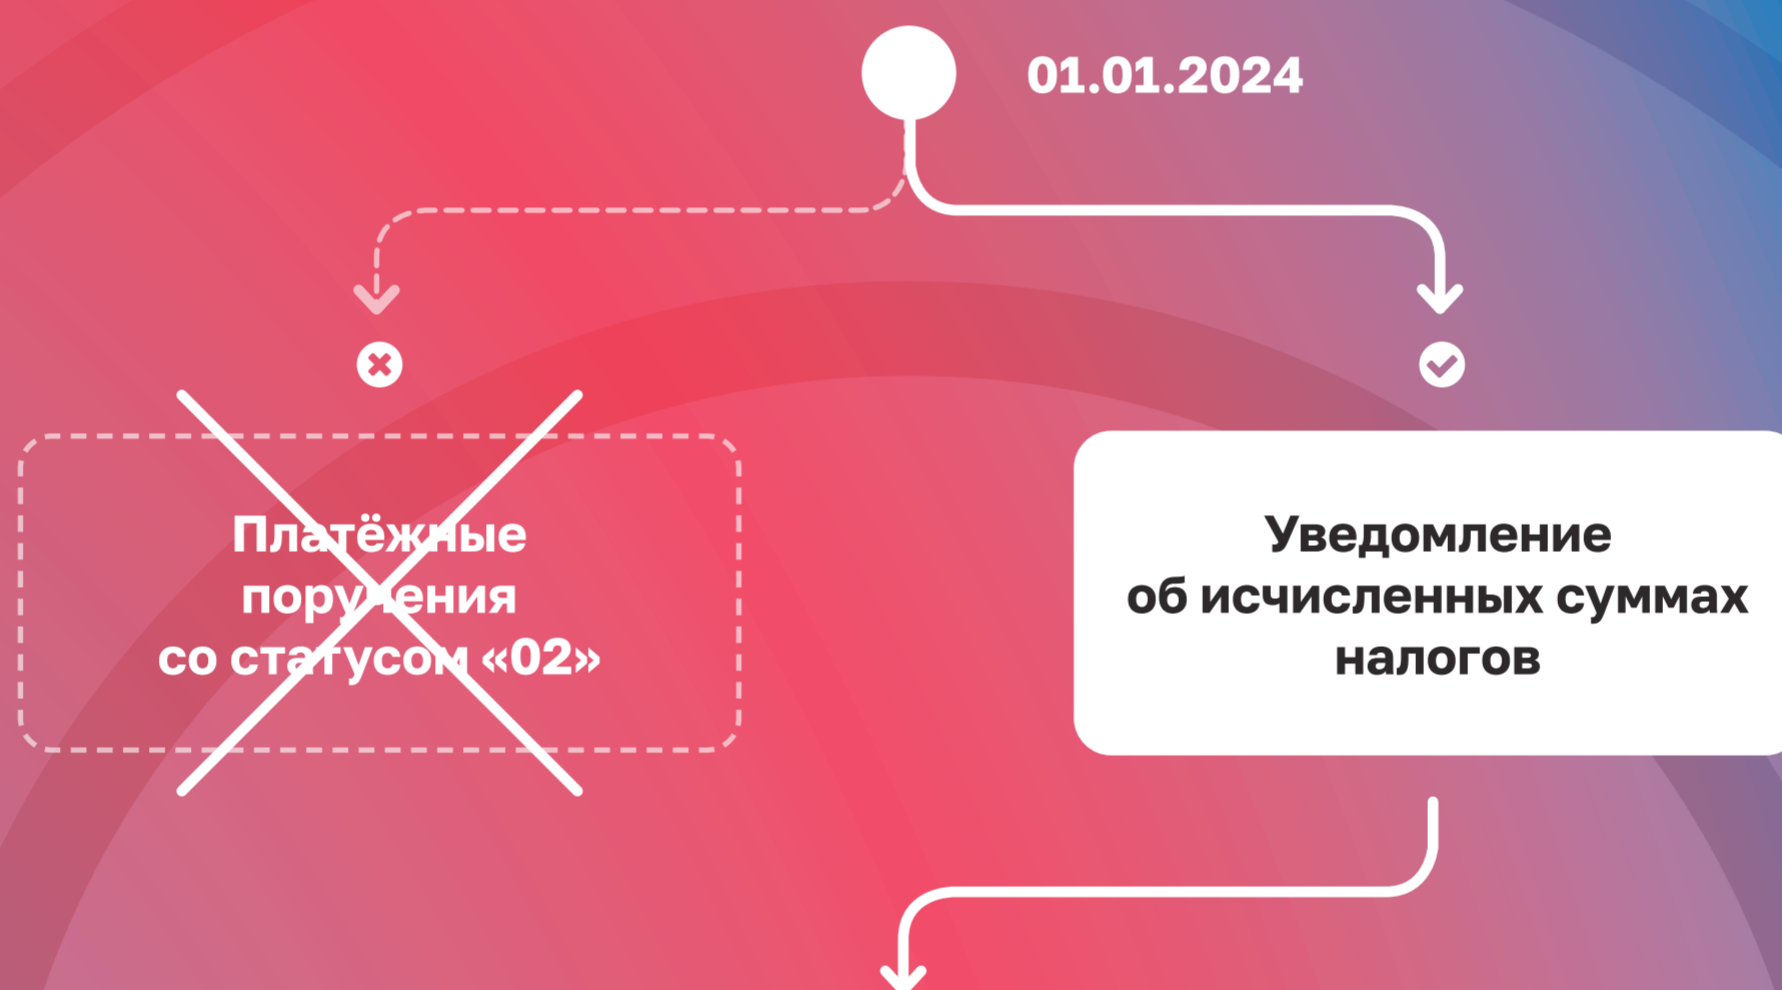 01.01.2024
Платёжные
поручения
со статусом «02»
Уведомление
об исчисленных суммах
налогов